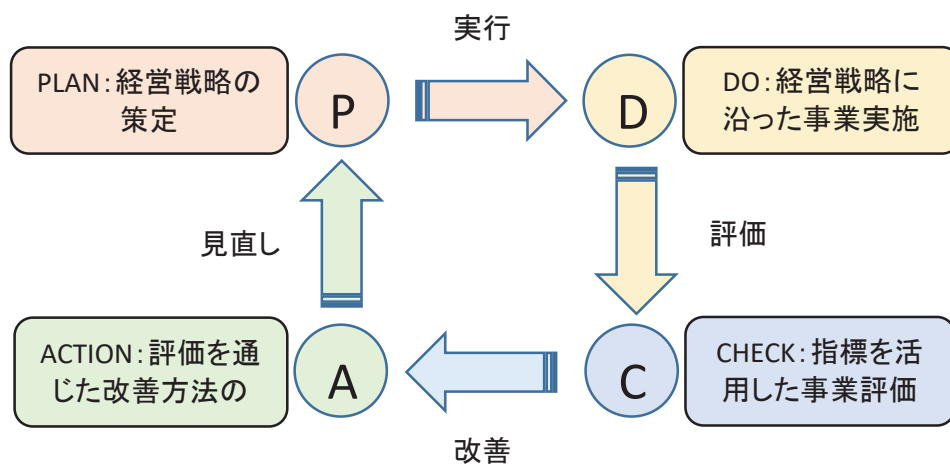 実行
PLAN：経営戦略の
策定
P
D
DO：経営戦略に
沿った事業実施
見直し
評価
ACTION：評価を通
じた改善方法の
A
C
CHECK：指標を活
用した事業評価
改善